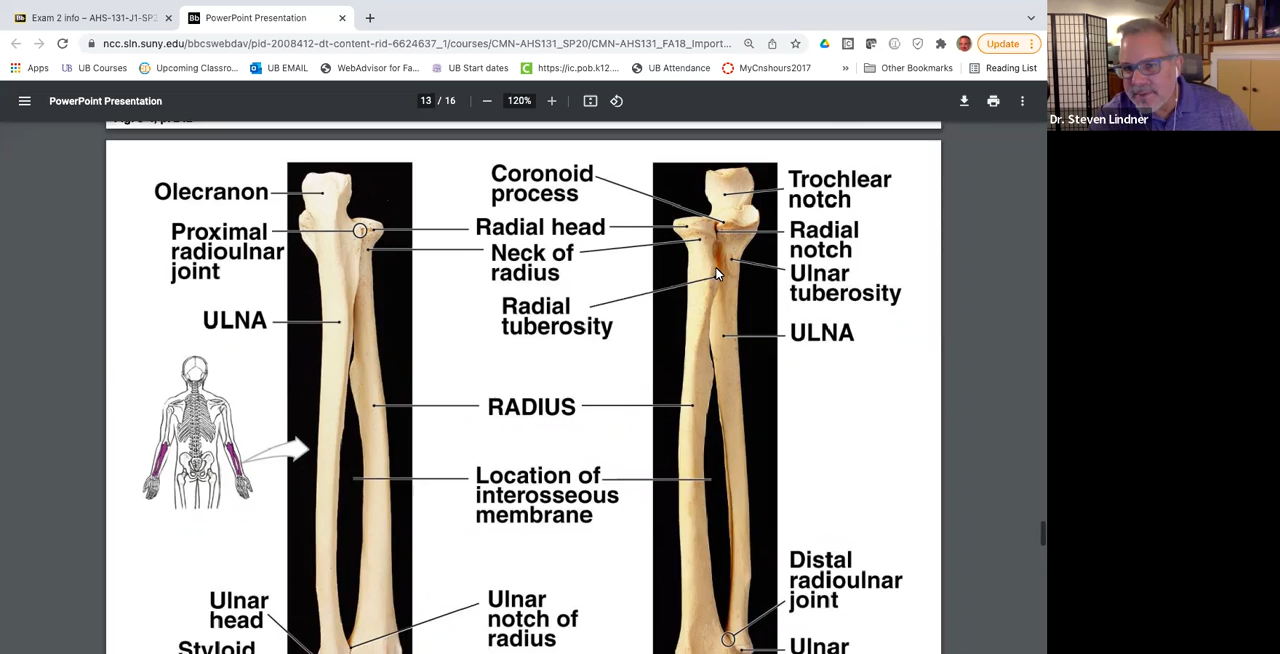 Exam 2 info – AHS-131-J1-SP2
PowerPoint Presentation
ncc.sln.suny.edu/bbcswebdav/pid-2008412-dt-content-rid-6624637_1/courses/CMN-AHS131_SP20/CMN-AHS131_FA18_Import...
Update
Apps
UB Courses
Upcoming Classro...
UB EMAIL
WebAdvisor for Fa...
UB Start dates
https://ic.pob.k12....
UB Attendance
MyCnshours2017
»
Other Bookmarks
Reading List
PowerPoint Presentation
13 / 16
120%
Dr. Steven Lindner
Olecranon
Proximal
radioulnar
joint
ULNA
Ulnar
head
Styloid
Coronoid
process
Radial head
Neck of
radius
Radial
tuberosity
RADIUS
Location of
interosseous
membrane
Ulnar
notch of
radius
Trochlear
notch
Radial
notch
Ulnar
tuberosity
ULNA
Distal
radioulnar
joint
Ulnar